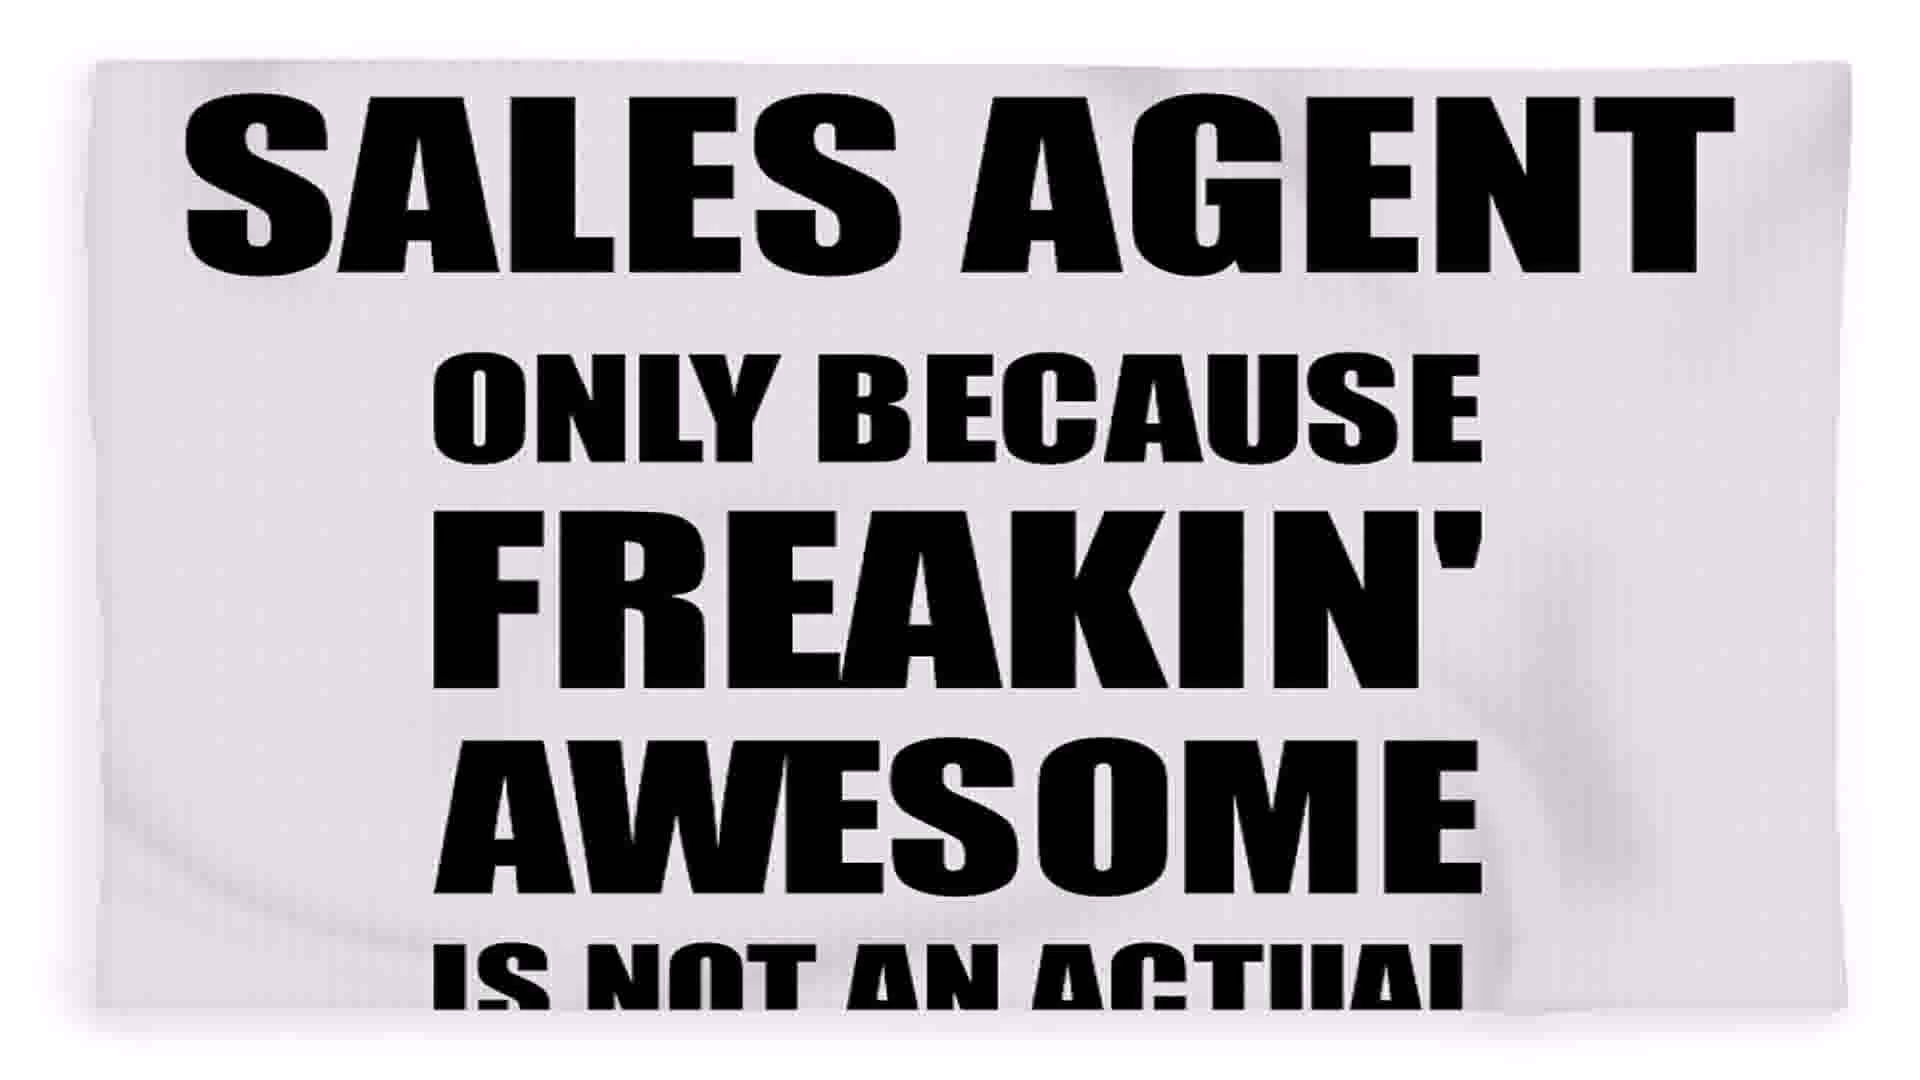 SALES AGENT
ONLY BECAUSE
FREAKIN'
AWESOME
IS NOT AN ACTUAL